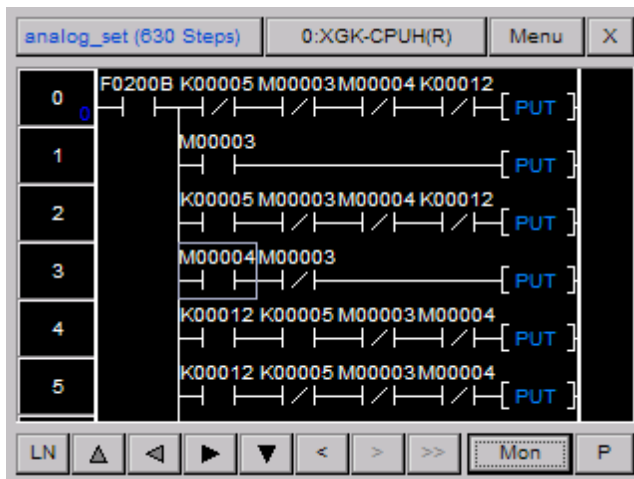 analog_set (630 Steps) 0:XGK-CPUH(R) Menu X
F0200B K00005 M00003 M00004 K00012
0 0 PUT
M00003
1 PUT
K00005 M00003 M00004 K00012
2 PUT
M00004 M00003
3 PUT
K00012 K00005 M00003 M00004
4 PUT
K00012 K00005 M00003 M00004
5 PUT
LN < > >> Mon P